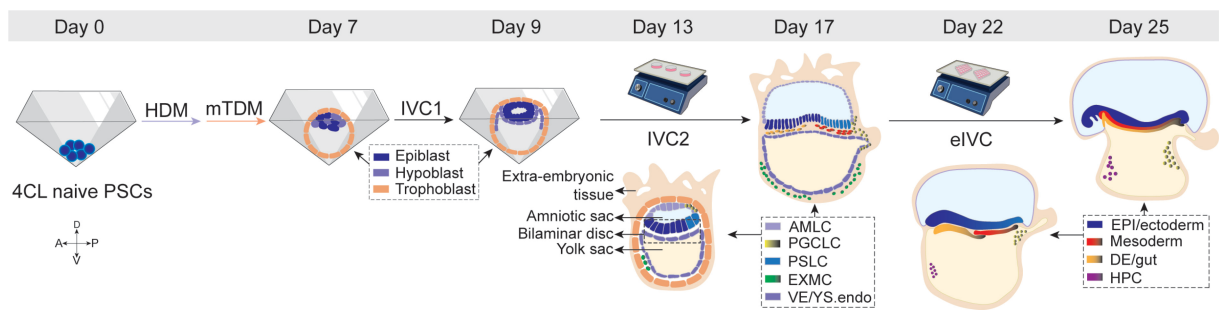 Day 0
Day 7
Day 9
Day 13
Day 17
Day 22
Day 25
HDM
mTDM
IVC1
IVC2
eIVC
4CL naive PSCs
Epiblast
Hypoblast
Trophoblast
D
A
P
V
Extra-embryonic
tissue
Amniotic sac
Bilaminar disc
Yolk sac
AMLC
PGCLC
PSLC
EXMC
VE/YS.endo
EPI/ectoderm
Mesoderm
DE/gut
HPC